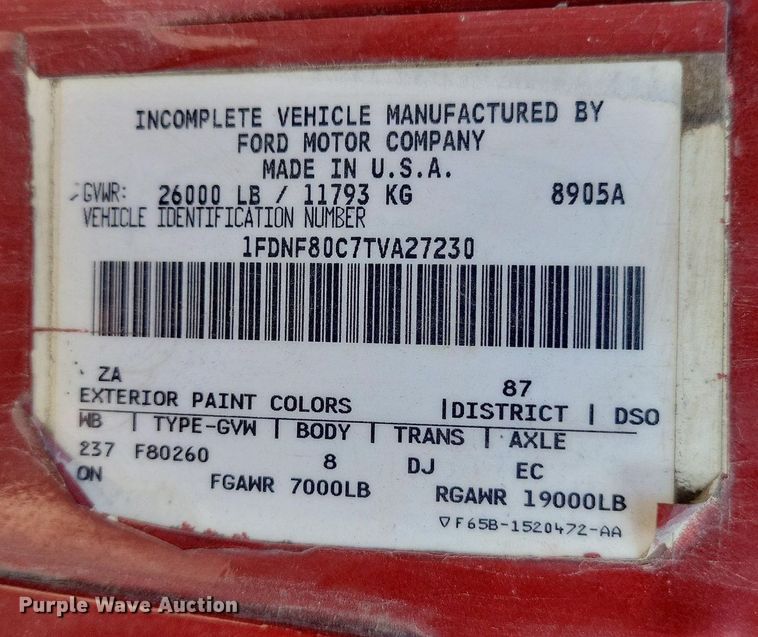 INCOMPLETE VEHICLE MANUFACTURED BY
FORD MOTOR COMPANY
MADE IN U.S.A.
GVWR: 26000 LB / 11793 KG 8905A
VEHICLE IDENTIFICATION NUMBER
1FDNF80C7TVA27230
ZA 87
EXTERIOR PAINT COLORS | DISTRICT | DSO
WB | TYPE-GVW | BODY | TRANS | AXLE
237 F80260 8 DJ EC
ON FGAWR 7000LB RGAWR 19000LB
▽F65B-1520472-AA
Purple Wave Auction